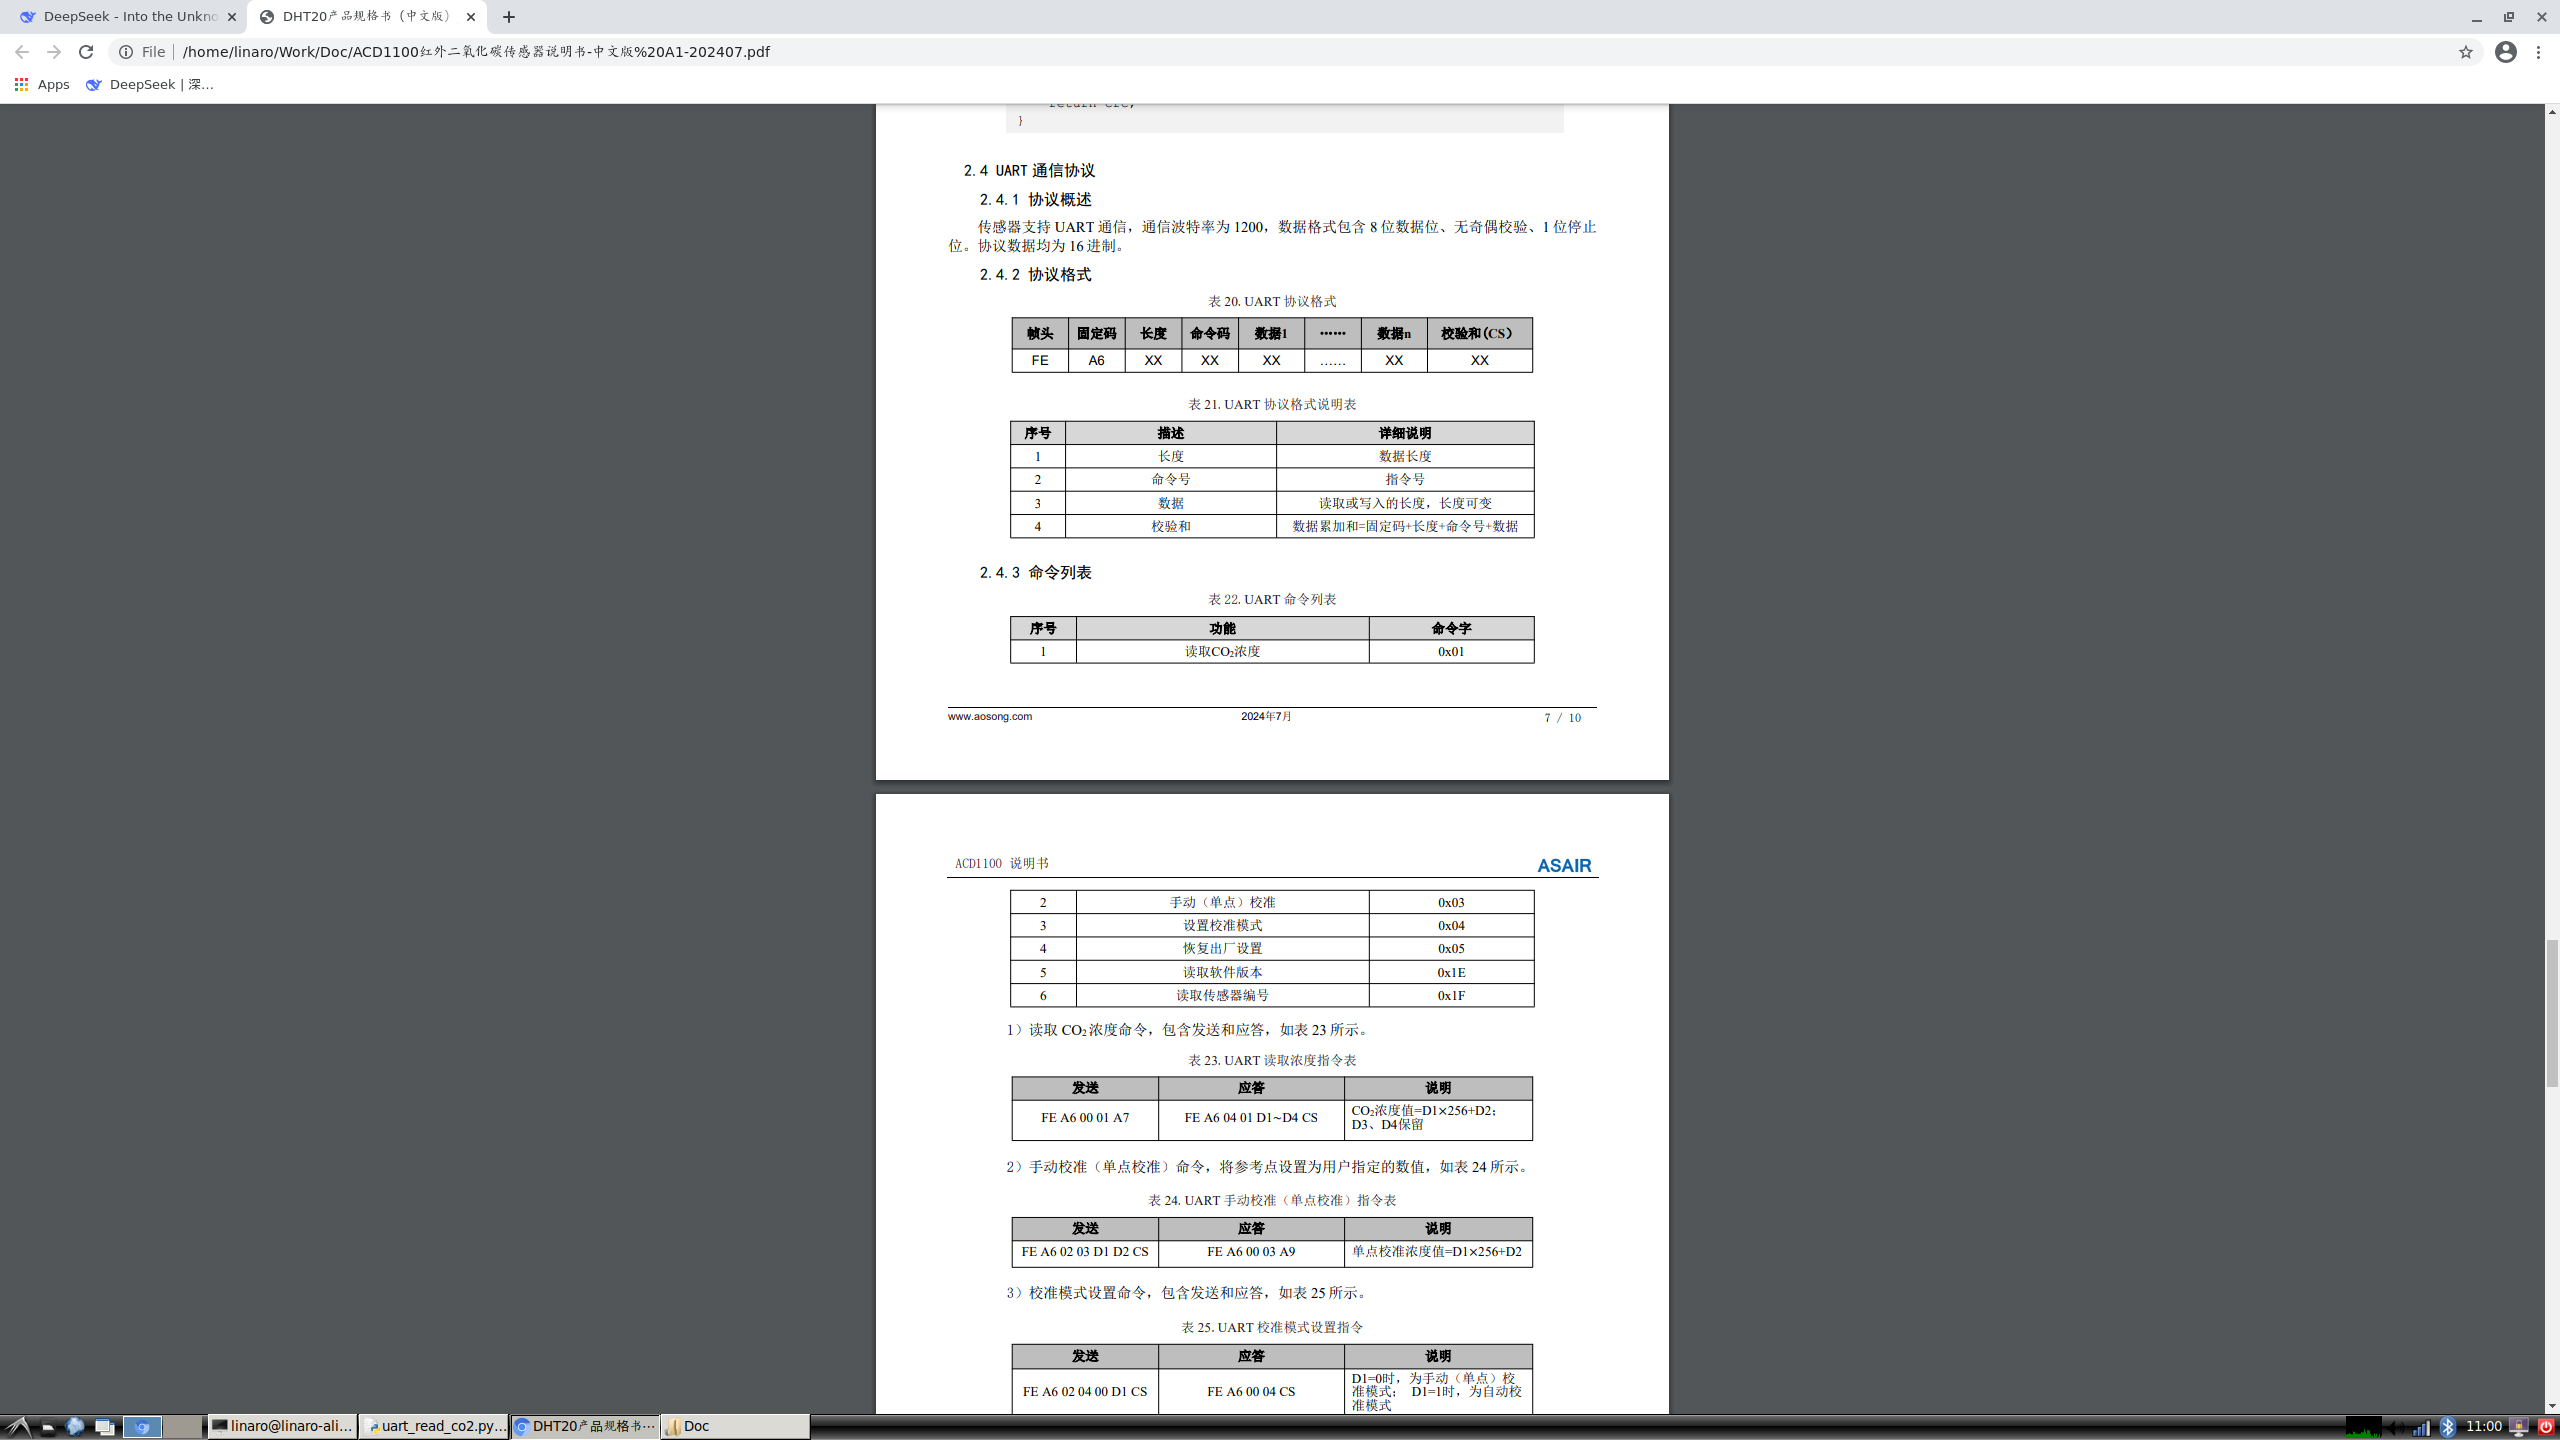 DeepSeek - Into the Unkno
DHT20产品规格书（中文版）
File
/home/linaro/Work/Doc/ACD1100红外二氧化碳传感器说明书-中文版%20A1-202407.pdf
Apps
DeepSeek | 深…
}
2.4 UART 通信协议
2.4.1 协议概述
传感器支持 UART 通信，通信波特率为 1200，数据格式包含 8 位数据位、无奇偶校验、1 位停止
位。协议数据均为 16 进制。
2.4.2 协议格式
表 20. UART 协议格式
帧头 固定码 长度 命令码 数据1 …… 数据n 校验和(CS)
FE A6 XX XX XX …… XX XX
表 21. UART 协议格式说明表
序号 描述 详细说明
1 长度 数据长度
2 命令号 指令号
3 数据 读取或写入的长度，长度可变
4 校验和 数据累加和=固定码+长度+命令号+数据
2.4.3 命令列表
表 22. UART 命令列表
序号 功能 命令字
1 读取CO₂浓度 0x01
www.aosong.com 2024年7月 7 / 10
ACD1100 说明书 ASAIR
2 手动（单点）校准 0x03
3 设置校准模式 0x04
4 恢复出厂设置 0x05
5 读取软件版本 0x1E
6 读取传感器编号 0x1F
1）读取 CO₂ 浓度命令，包含发送和应答，如表 23 所示。
表 23. UART 读取浓度指令表
发送 应答 说明
FE A6 00 01 A7 FE A6 04 01 D1~D4 CS CO₂浓度值=D1×256+D2；
D3、D4保留
2）手动校准（单点校准）命令，将参考点设置为用户指定的数值，如表 24 所示。
表 24. UART 手动校准（单点校准）指令表
发送 应答 说明
FE A6 02 03 D1 D2 CS FE A6 00 03 A9 单点校准浓度值=D1×256+D2
3）校准模式设置命令，包含发送和应答，如表 25 所示。
表 25. UART 校准模式设置指令
发送 应答 说明
FE A6 02 04 00 D1 CS FE A6 00 04 CS D1=0时，为手动（单点）校
准模式； D1=1时，为自动校
准模式
linaro@linaro-ali...
uart_read_co2.py...
DHT20产品规格书…
Doc
11:00